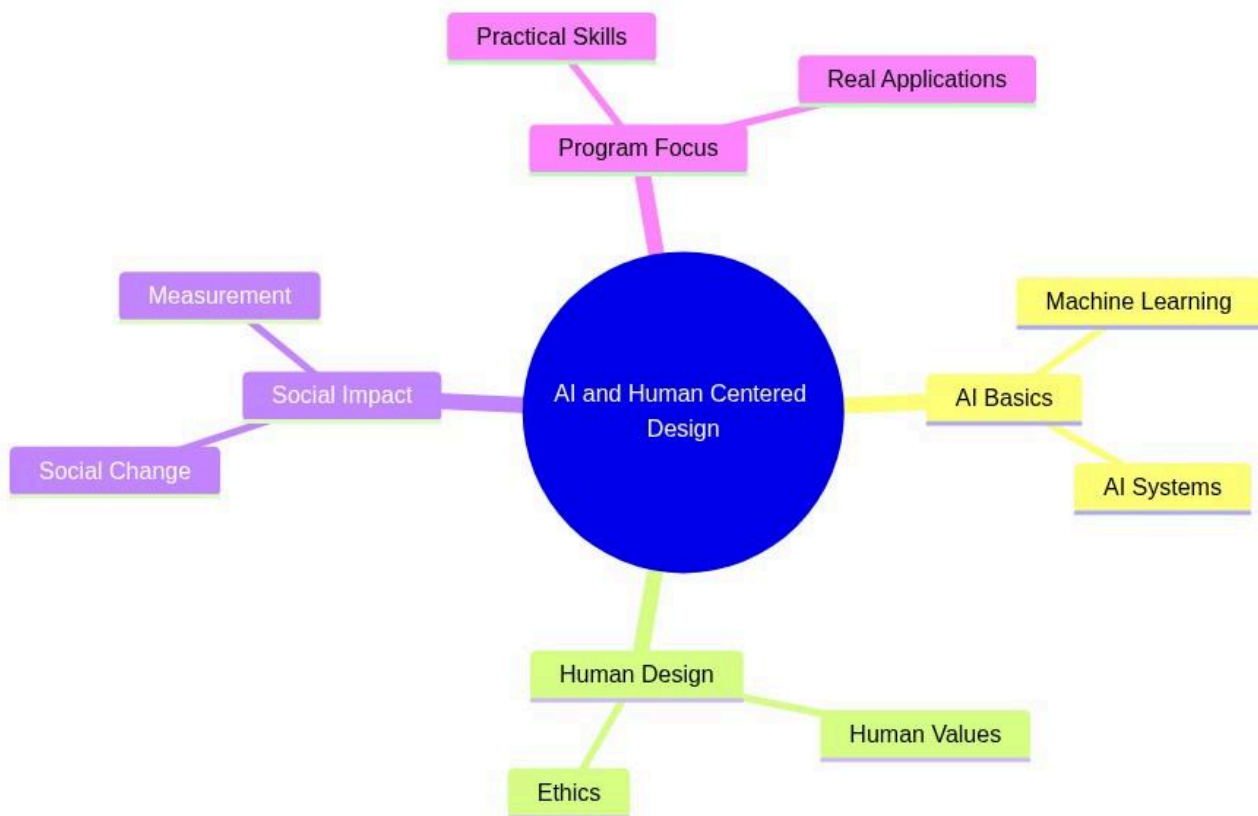 Practical Skills
Real Applications
Program Focus
Measurement
Machine Learning
Social Impact
AI and Human Centered
Design
AI Basics
Social Change
AI Systems
Human Design
Human Values
Ethics